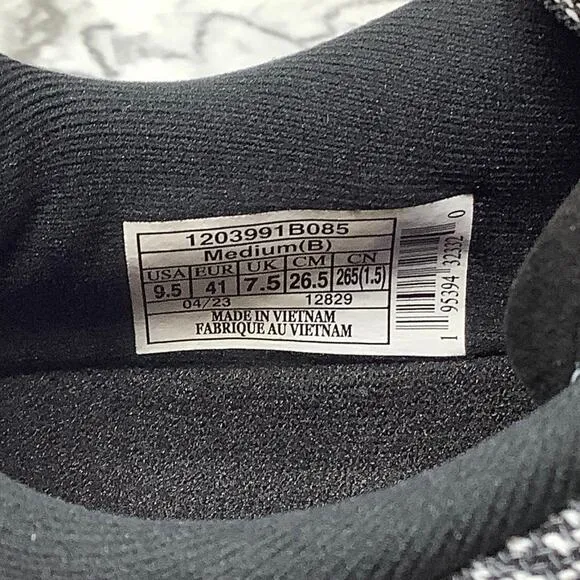 1203991B085
Medium(B)
USA EUR UK CM CN
9.5 41 7.5 26.5 265(1.5)
04/23 12829
MADE IN VIETNAM
FABRIQUE AU VIETNAM
1 95394 32332 0